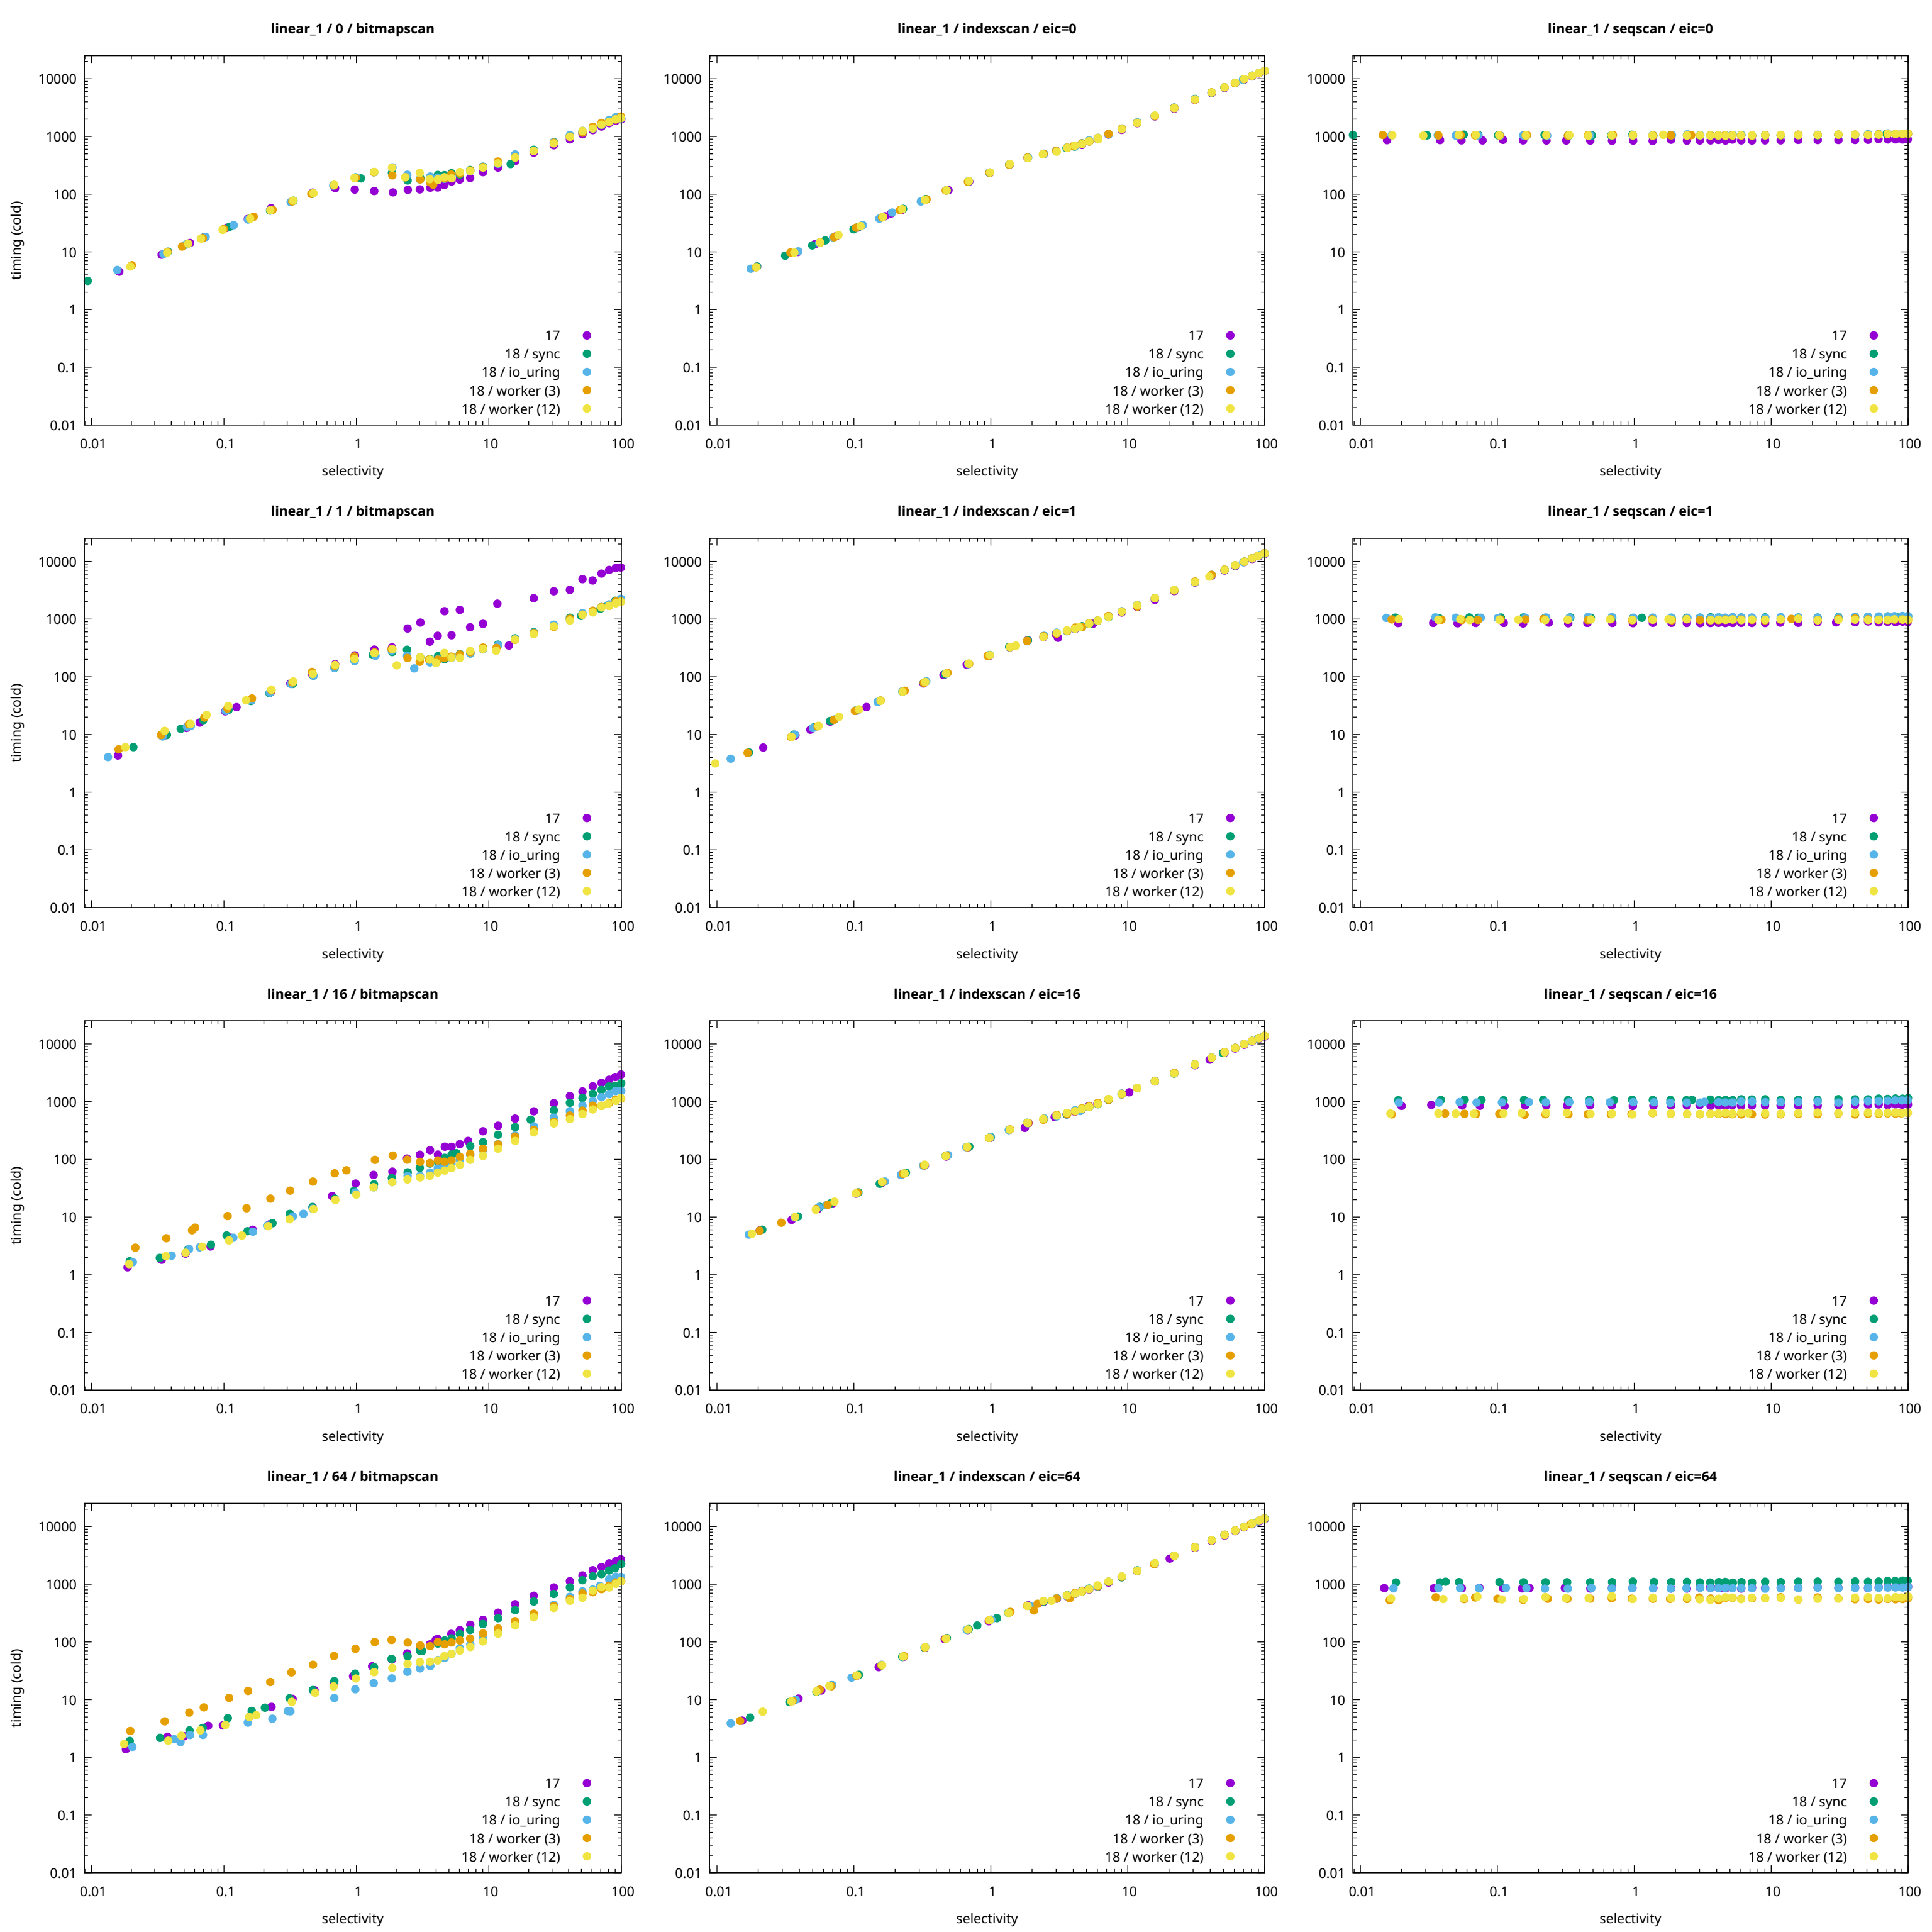 linear_1 / 0 / bitmapscan
timing (cold)
10000
1000
100
10
1
0.1
0.01
17
18 / sync
18 / io_uring
18 / worker (3)
18 / worker (12)
0.01 0.1 1 10 100
selectivity
linear_1 / indexscan / eic=0
10000
1000
100
10
1
0.1
0.01
17
18 / sync
18 / io_uring
18 / worker (3)
18 / worker (12)
0.01 0.1 1 10 100
selectivity
linear_1 / seqscan / eic=0
10000
1000
100
10
1
0.1
0.01
17
18 / sync
18 / io_uring
18 / worker (3)
18 / worker (12)
0.01 0.1 1 10 100
selectivity
linear_1 / 1 / bitmapscan
timing (cold)
10000
1000
100
10
1
0.1
0.01
17
18 / sync
18 / io_uring
18 / worker (3)
18 / worker (12)
0.01 0.1 1 10 100
selectivity
linear_1 / indexscan / eic=1
10000
1000
100
10
1
0.1
0.01
17
18 / sync
18 / io_uring
18 / worker (3)
18 / worker (12)
0.01 0.1 1 10 100
selectivity
linear_1 / seqscan / eic=1
10000
1000
100
10
1
0.1
0.01
17
18 / sync
18 / io_uring
18 / worker (3)
18 / worker (12)
0.01 0.1 1 10 100
selectivity
linear_1 / 16 / bitmapscan
timing (cold)
10000
1000
100
10
1
0.1
0.01
17
18 / sync
18 / io_uring
18 / worker (3)
18 / worker (12)
0.01 0.1 1 10 100
selectivity
linear_1 / indexscan / eic=16
10000
1000
100
10
1
0.1
0.01
17
18 / sync
18 / io_uring
18 / worker (3)
18 / worker (12)
0.01 0.1 1 10 100
selectivity
linear_1 / seqscan / eic=16
10000
1000
100
10
1
0.1
0.01
17
18 / sync
18 / io_uring
18 / worker (3)
18 / worker (12)
0.01 0.1 1 10 100
selectivity
linear_1 / 64 / bitmapscan
timing (cold)
10000
1000
100
10
1
0.1
0.01
17
18 / sync
18 / io_uring
18 / worker (3)
18 / worker (12)
0.01 0.1 1 10 100
selectivity
linear_1 / indexscan / eic=64
10000
1000
100
10
1
0.1
0.01
17
18 / sync
18 / io_uring
18 / worker (3)
18 / worker (12)
0.01 0.1 1 10 100
selectivity
linear_1 / seqscan / eic=64
10000
1000
100
10
1
0.1
0.01
17
18 / sync
18 / io_uring
18 / worker (3)
18 / worker (12)
0.01 0.1 1 10 100
selectivity